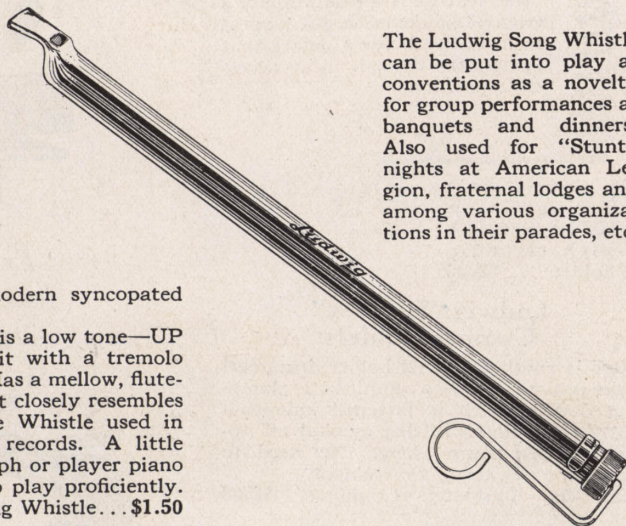 The Ludwig Song Whistl
can be put into play a
conventions as a novelt
for group performances a
banquets and dinners
Also used for "Stunt
nights at American Le
gion, fraternal lodges an
among various organiza
tions in their parades, etc
Ludwig
odern syncopated
is a low tone—UP
it with a tremolo
Has a mellow, flute-
t closely resembles
e Whistle used in
records. A little
ph or player piano
o play proficiently.
g Whistle... $1.50